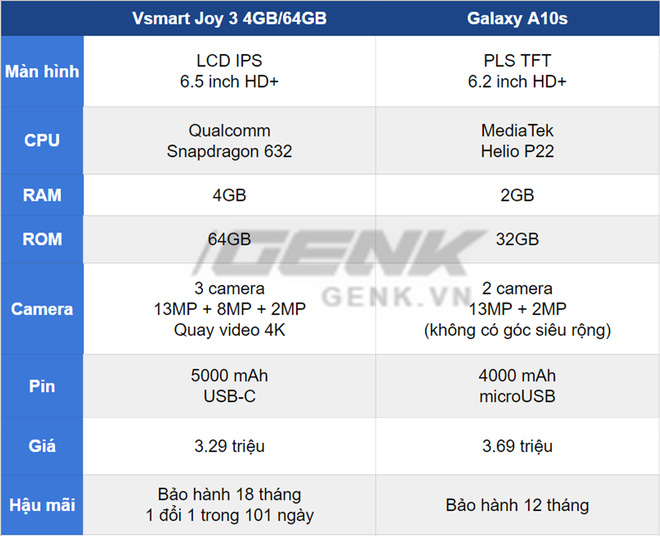 Vsmart Joy 3 4GB/64GB Galaxy A10s
Màn hình
LCD IPS
6.5 inch HD+
PLS TFT
6.2 inch HD+
CPU
Qualcomm
Snapdragon 632
MediaTek
Helio P22
RAM 4GB 2GB
ROM 64GB 32GB
GENK
GENK.VN
Camera
3 camera
13MP + 8MP + 2MP
Quay video 4K
2 camera
13MP + 2MP
(không có góc siêu rộng)
Pin
5000 mAh
USB-C
4000 mAh
microUSB
Giá 3.29 triệu 3.69 triệu
Hậu mãi
Bảo hành 18 tháng
1 đổi 1 trong 101 ngày
Bảo hành 12 tháng